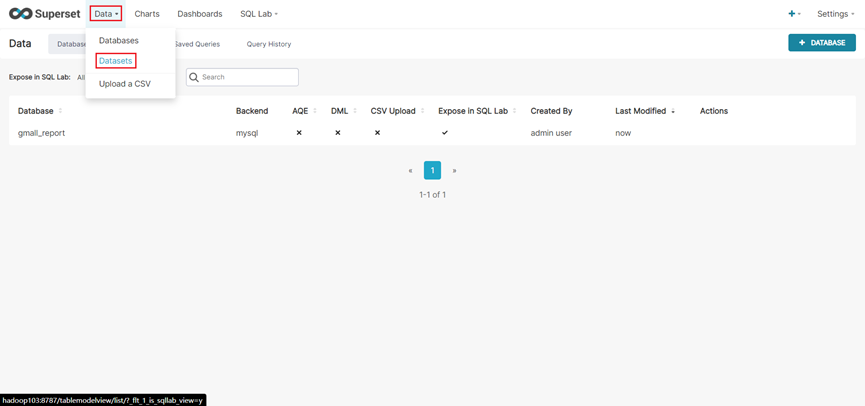 Superset Data Charts Dashboards SQL Lab + Settings
Data Databas Saved Queries Query History + DATABASE
Databases
Datasets
Upload a CSV
Expose in SQL Lab: All Search
Database Backend AQE DML CSV Upload Expose in SQL Lab Created By Last Modified Actions
gmall_report mysql admin user now
« 1 »
1-1 of 1
hadoop103:8787/tablemodelview/list/?_flt_1_is_sqllab_view=y